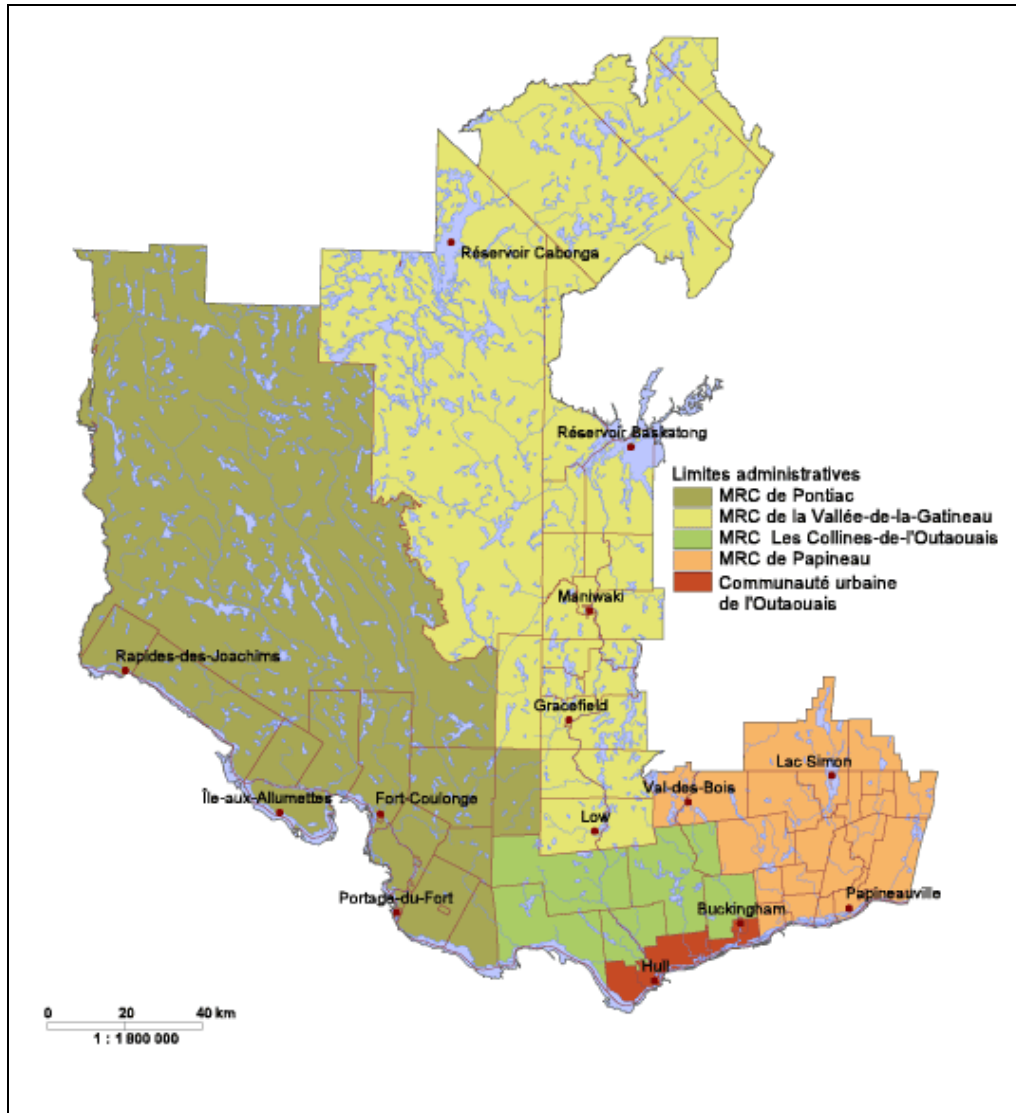 Réservoir Cabonga
Réservoir Baskatong
Limites administratives
MRC de Pontiac
MRC de la Vallée-de-la-Gatineau
MRC Les Collines-de-l'Outaouais
MRC de Papineau
Communauté urbaine
de l'Outaouais
Maniwaki
Rapides-des-Joachims
Gracefield
Lac Simon
Val-des-Bois
Île-aux-Allumettes
Fort-Coulonge
Low
Portage-du-Fort
Papineauville
Buckingham
Hull
0 20 40 km
1 : 1 800 000